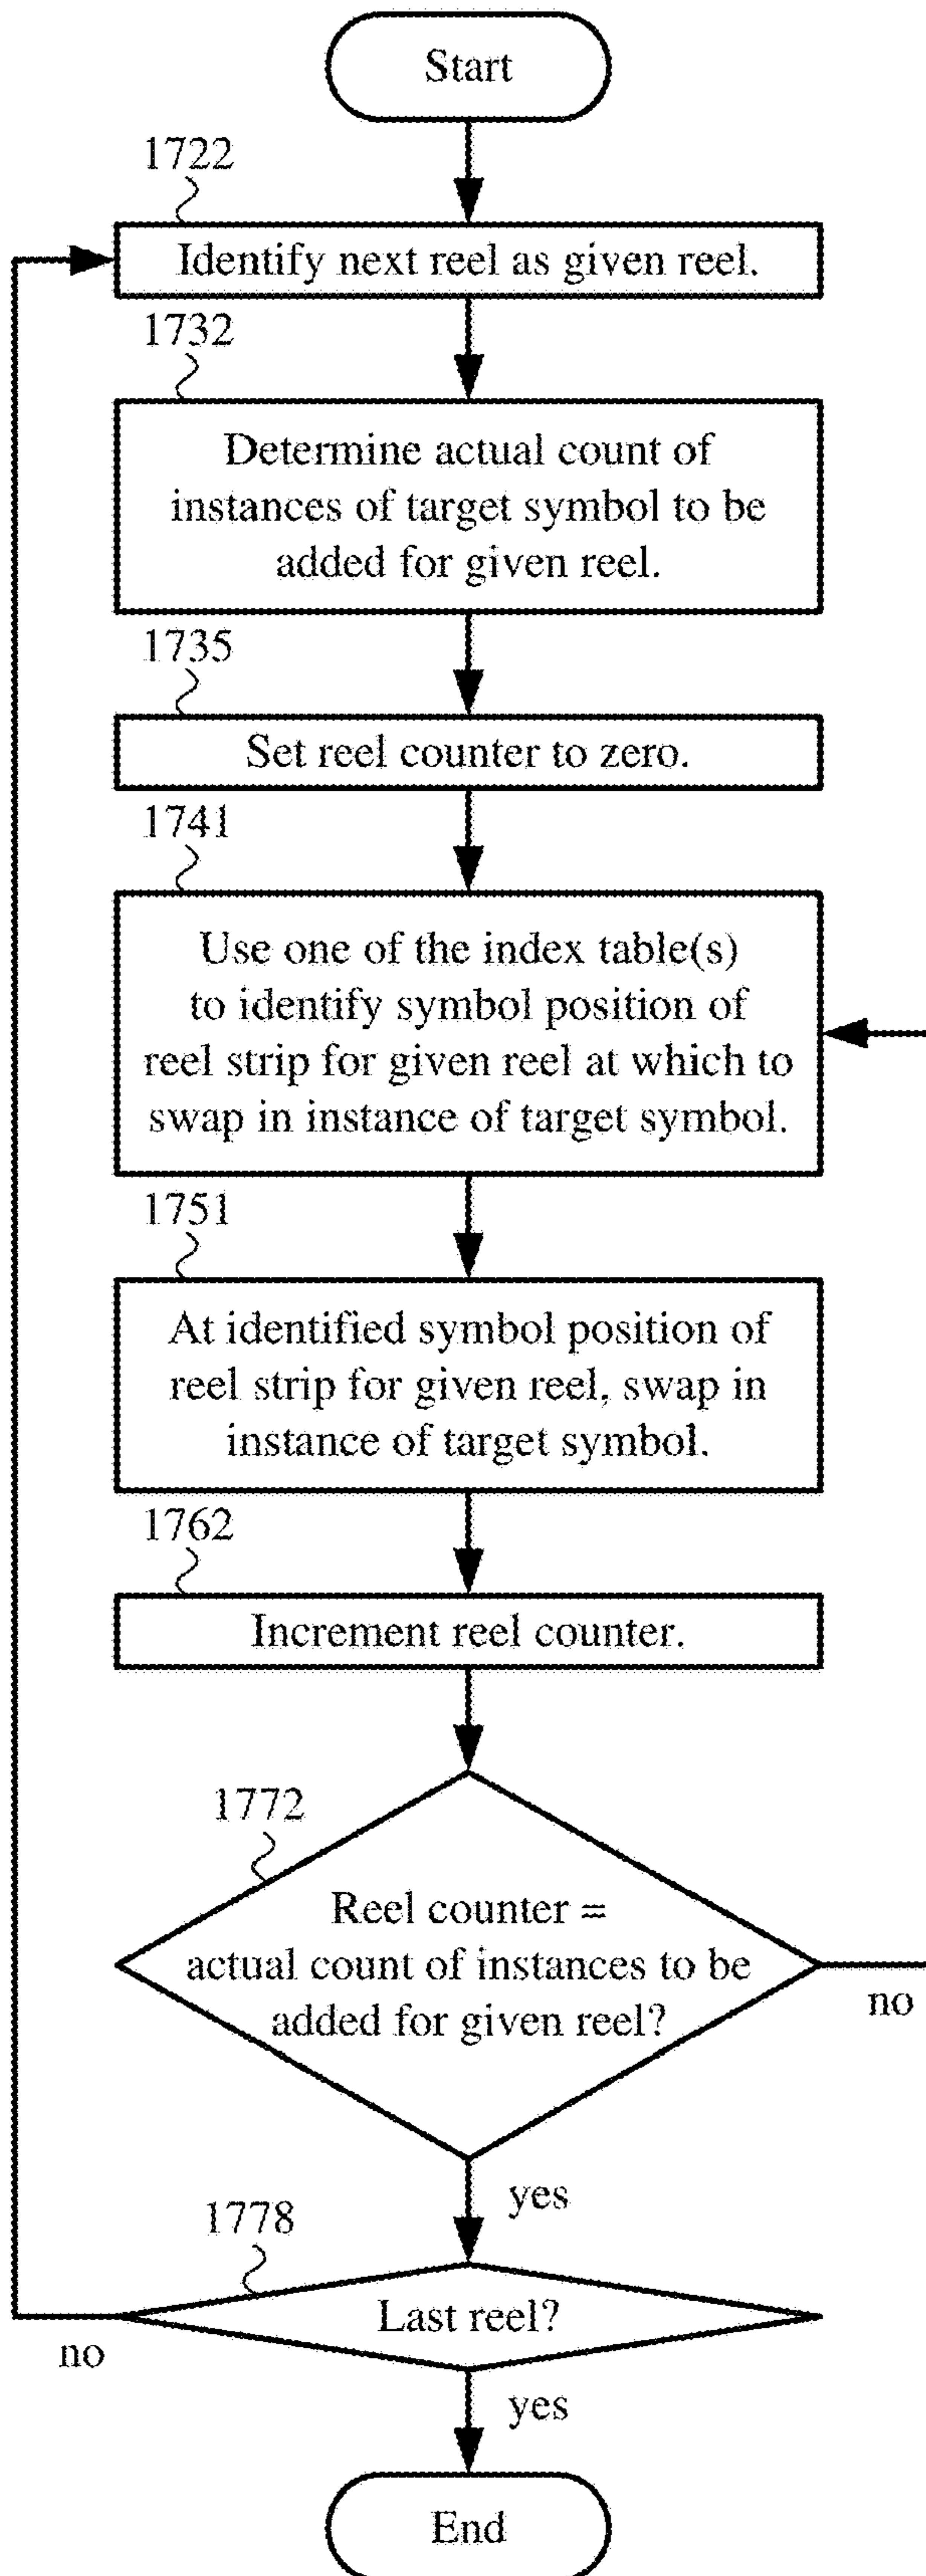 Start
1722
Identify next reel as given reel.
1732
Determine actual count of
instances of target symbol to be
added for given reel.
1735
Set reel counter to zero.
1741
Use one of the index table(s)
to identify symbol position of
reel strip for given reel at which to
swap in instance of target symbol.
1751
At identified symbol position of
reel strip for given reel, swap in
instance of target symbol.
1762
Increment reel counter.
1772
Reel counter =
actual count of instances to be
added for given reel?
no
yes
1778
Last reel?
no
yes
End